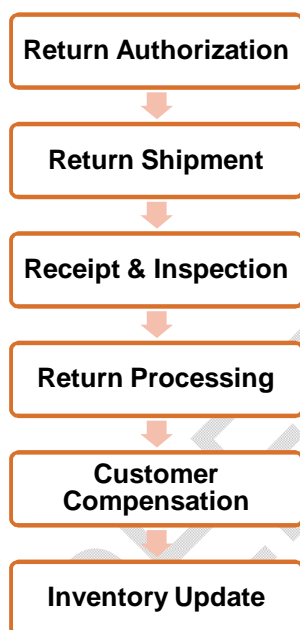 Return Authorization
Return Shipment
Receipt & Inspection
Return Processing
Customer
Compensation
Inventory Update